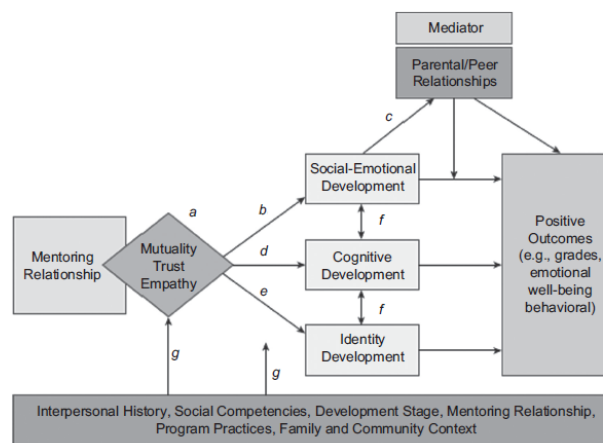 Mediator
Parental/Peer
Relationships
c
Social-Emotional
Development
a
b
f
Mentoring
Relationship
Mutuality
Trust
Empathy
d
Cognitive
Development
Positive
Outcomes
(e.g., grades,
emotional
well-being
behavioral)
e
f
Identity
Development
g
g
Interpersonal History, Social Competencies, Development Stage, Mentoring Relationship,
Program Practices, Family and Community Context